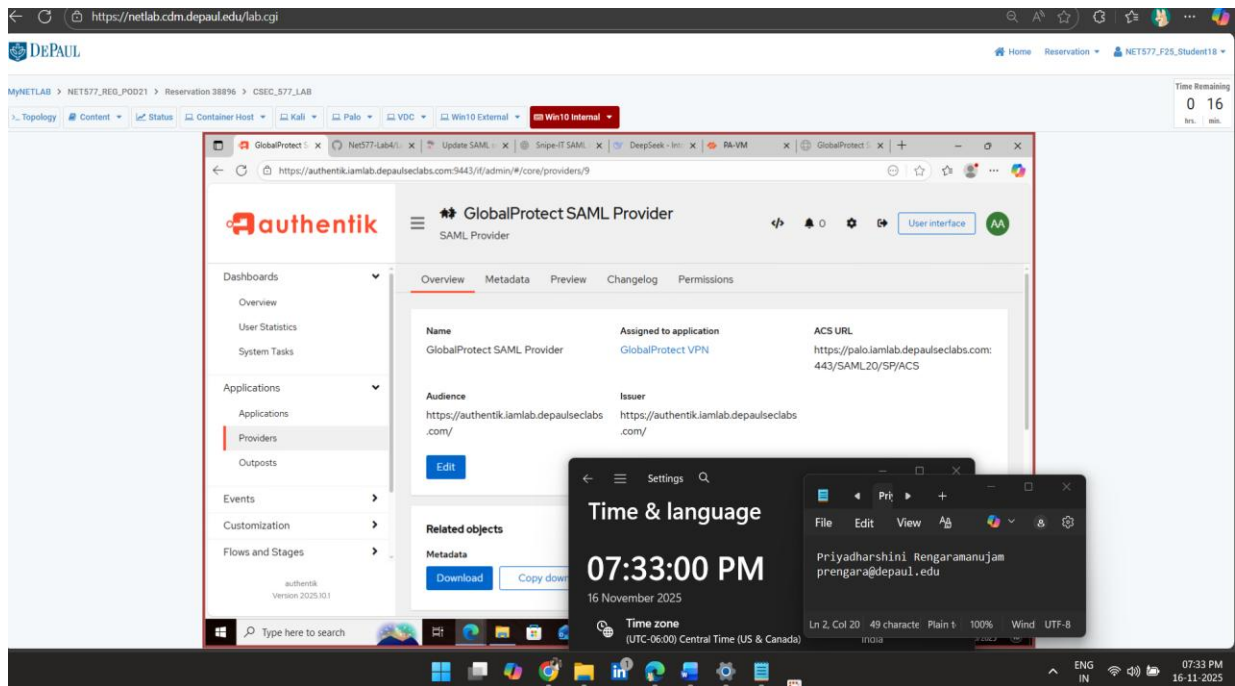 https://netlab.cdm.depaul.edu/lab.cgi
DEPAUL
Home Reservation NET577_F25_Student18
MyNETLAB > NET577_REG_POD21 > Reservation 38896 > CSEC_577_LAB
Time Remaining
0 16
hrs. min.
Topology Content Status Container Host Kali Palo VDC Win10 External Win10 Internal
GlobalProtect S Net577-Lab4/L Update SAML Snipe-IT SAML DeepSeek - Int PA-VM GlobalProtect S
https://authentik.iamlab.depaulseclabs.com:9443/if/admin/#/core/providers/9
authentik
GlobalProtect SAML Provider
SAML Provider
0
User interface
AA
Dashboards
Overview
User Statistics
System Tasks
Applications
Applications
Providers
Outposts
Events
Customization
Flows and Stages
authentik
Version 2025.10.1
Overview Metadata Preview Changelog Permissions
Name
GlobalProtect SAML Provider
Assigned to application
GlobalProtect VPN
ACS URL
https://palo.iamlab.depaulseclabs.com:
443/SAML20/SP/ACS
Audience
https://authentik.iamlab.depaulseclabs
.com/
Issuer
https://authentik.iamlab.depaulseclabs
.com/
Edit
Related objects
Metadata
Download
Copy down
Type here to search
Settings
Time & language
07:33:00 PM
16 November 2025
Time zone
(UTC-06:00) Central Time (US & Canada)
India
Pri
File Edit View
Priyadharshini Rengaramanujam
prengara@depaul.edu
Ln 2, Col 20 49 characte Plain t 100% Wind UTF-8
ENG
IN
07:33 PM
16-11-2025